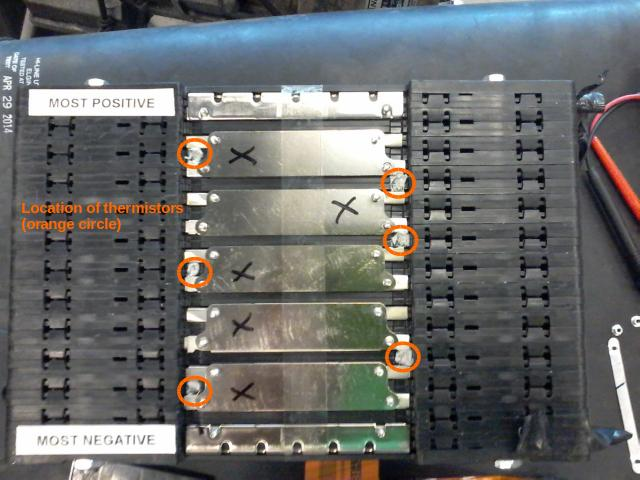 MOST POSITIVE
APR 29 2014
Location of thermistors
(orange circle)
X
X
X
X
X
MOST NEGATIVE